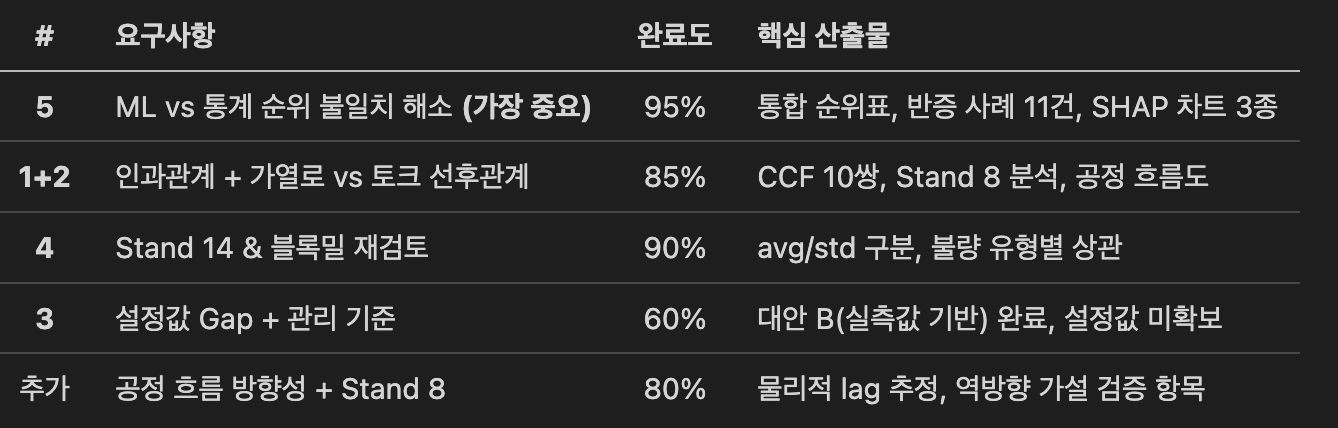 # 요구사항 완료도 핵심 산출물
5 ML vs 통계 순위 불일치 해소 (가장 중요) 95% 통합 순위표, 반증 사례 11건, SHAP 차트 3종
1+2 인과관계 + 가열로 vs 토크 선후관계 85% CCF 10쌍, Stand 8 분석, 공정 흐름도
4 Stand 14 & 블록밀 재검토 90% avg/std 구분, 불량 유형별 상관
3 설정값 Gap + 관리 기준 60% 대안 B(실측값 기반) 완료, 설정값 미확보
추가 공정 흐름 방향성 + Stand 8 80% 물리적 lag 추정, 역방향 가설 검증 항목